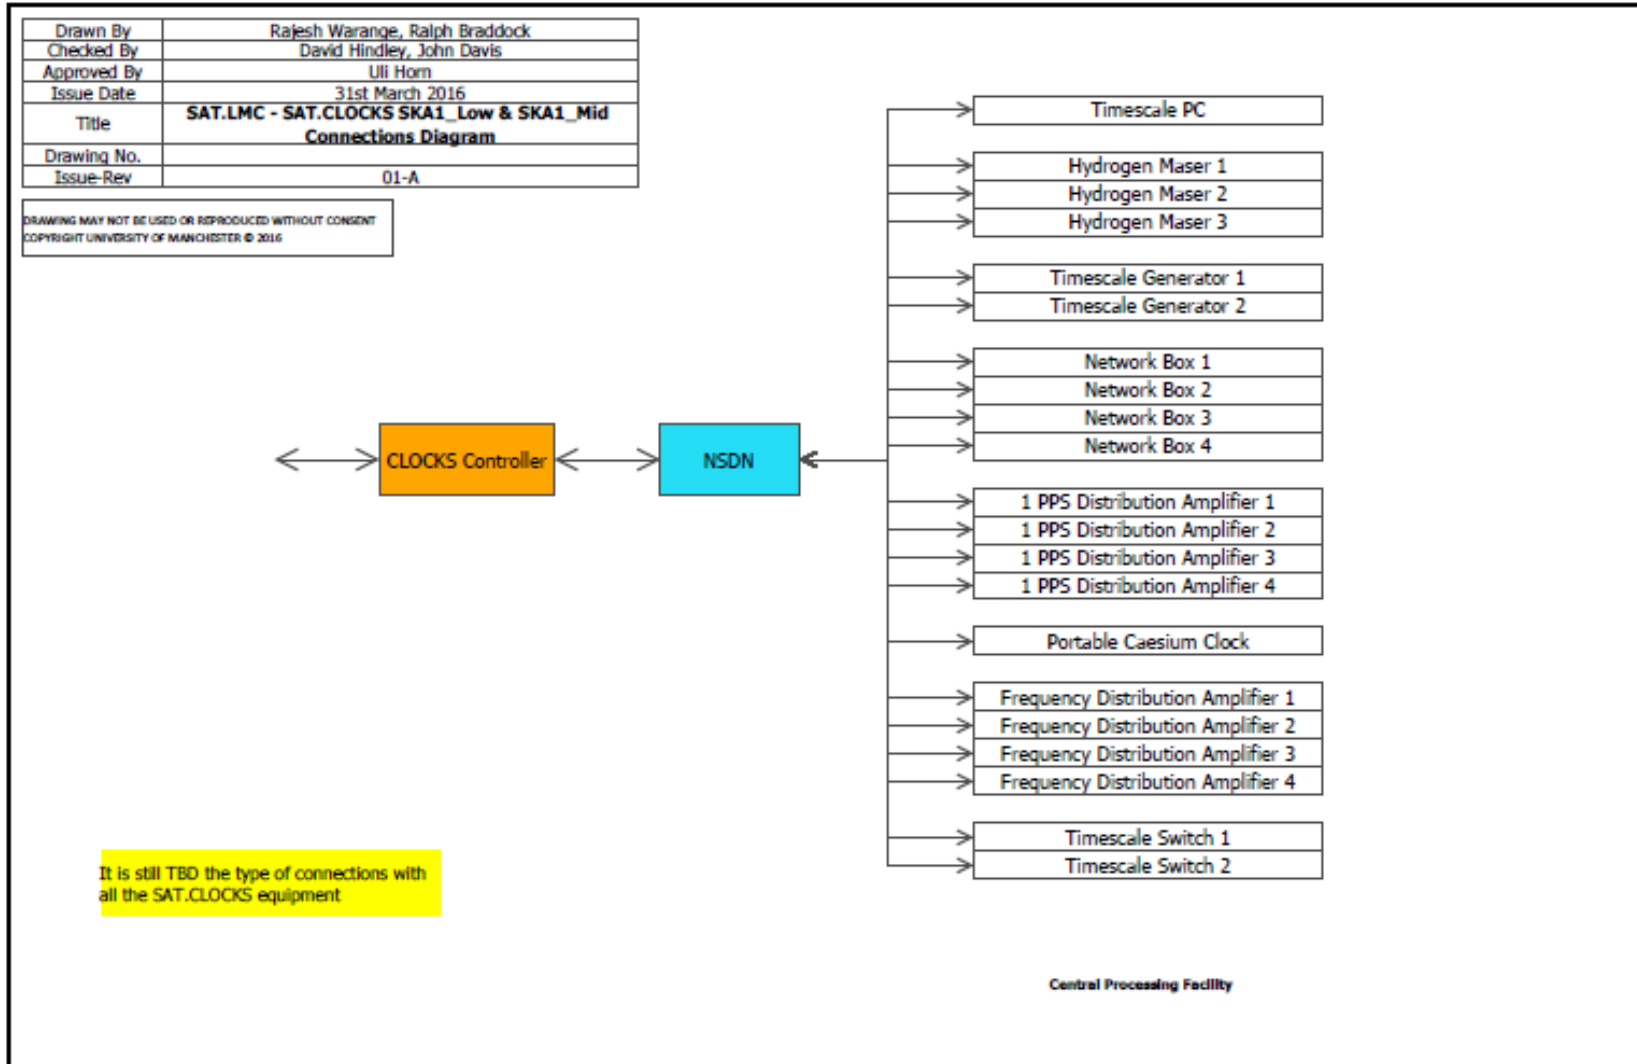 Drawn By Rajesh Warange, Ralph Braddock
Checked By David Hindley, John Davis
Approved By Uli Horn
Issue Date 31st March 2016
Title SAT.LMC - SAT.CLOCKS SKA1_Low & SKA1_Mid
Connections Diagram
Drawing No.
Issue-Rev 01-A
DRAWING MAY NOT BE USED OR REPRODUCED WITHOUT CONSENT
COPYRIGHT UNIVERSITY OF MANCHESTER © 2016
CLOCKS Controller
NSDN
Timescale PC
Hydrogen Maser 1
Hydrogen Maser 2
Hydrogen Maser 3
Timescale Generator 1
Timescale Generator 2
Network Box 1
Network Box 2
Network Box 3
Network Box 4
1 PPS Distribution Amplifier 1
1 PPS Distribution Amplifier 2
1 PPS Distribution Amplifier 3
1 PPS Distribution Amplifier 4
Portable Caesium Clock
Frequency Distribution Amplifier 1
Frequency Distribution Amplifier 2
Frequency Distribution Amplifier 3
Frequency Distribution Amplifier 4
Timescale Switch 1
Timescale Switch 2
It is still TBD the type of connections with
all the SAT.CLOCKS equipment
Central Processing Facility